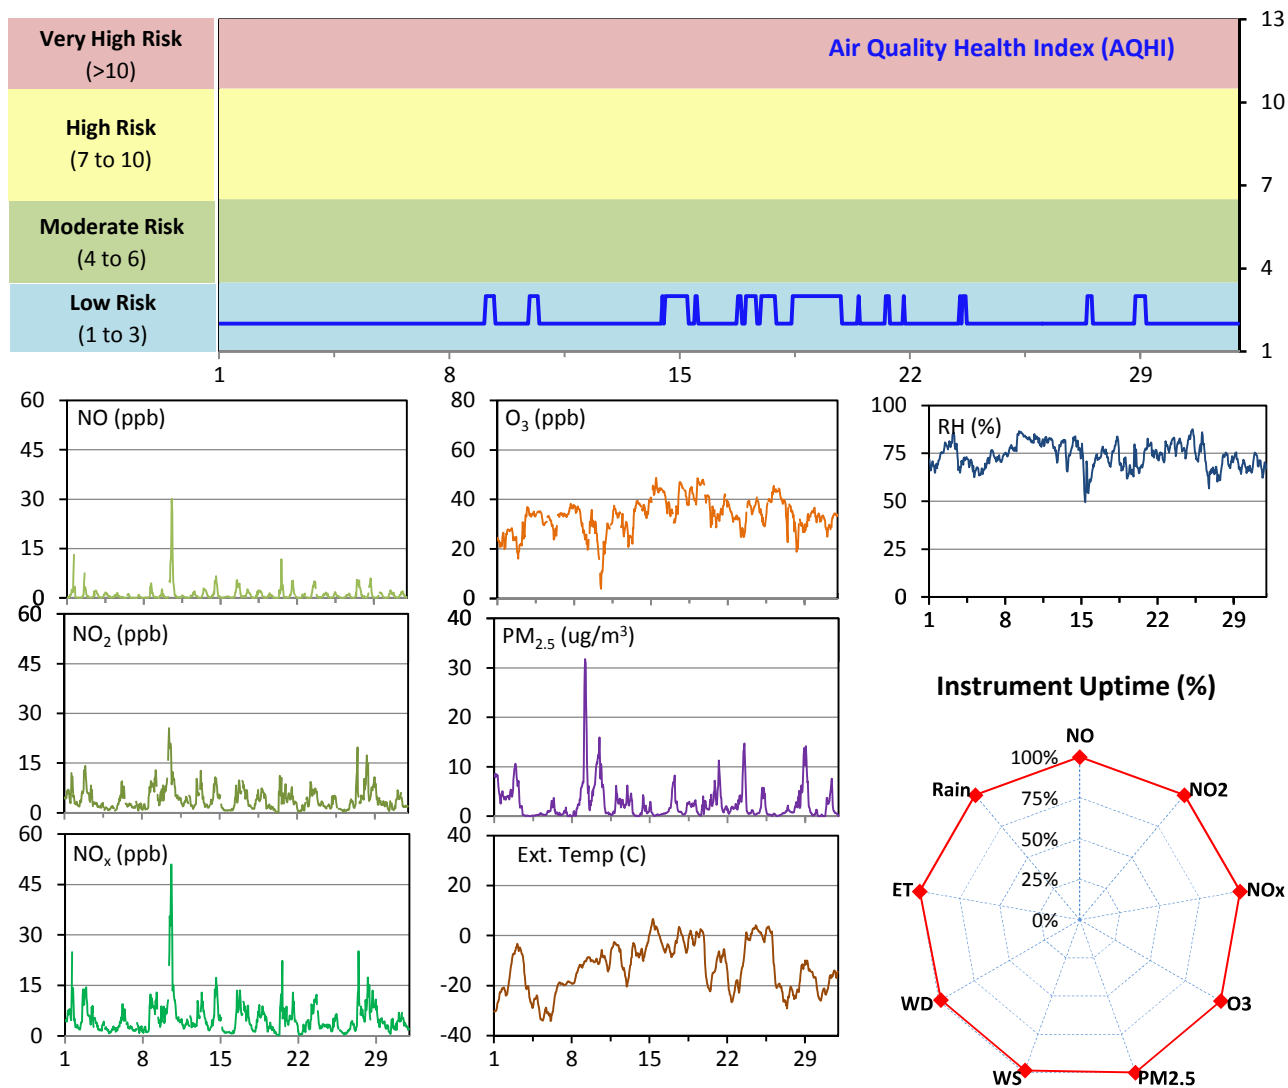 Very High Risk
(>10)
High Risk
(7 to 10)
Moderate Risk
(4 to 6)
Low Risk
(1 to 3)
Air Quality Health Index (AQHI)
13
10
7
4
1
1 8 15 22 29
NO (ppb)
60
45
30
15
0
O3 (ppb)
80
60
40
20
0
RH (%)
100
75
50
25
0
1 8 15 22 29
NO2 (ppb)
60
45
30
15
0
PM2.5 (ug/m³)
40
30
20
10
0
NOx (ppb)
60
45
30
15
0
1 8 15 22 29
Ext. Temp (C)
40
20
0
-20
-40
1 8 15 22 29
Instrument Uptime (%)
NO
NO2
NOx
O3
PM2.5
WS
WD
ET
Rain
100%
75%
50%
25%
0%